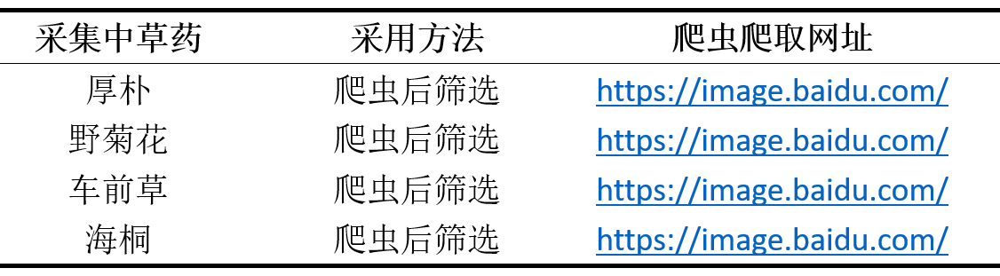 采集中草药 采用方法 爬虫爬取网址
厚朴 爬虫后筛选 https://image.baidu.com/
野菊花 爬虫后筛选 https://image.baidu.com/
车前草 爬虫后筛选 https://image.baidu.com/
海桐 爬虫后筛选 https://image.baidu.com/